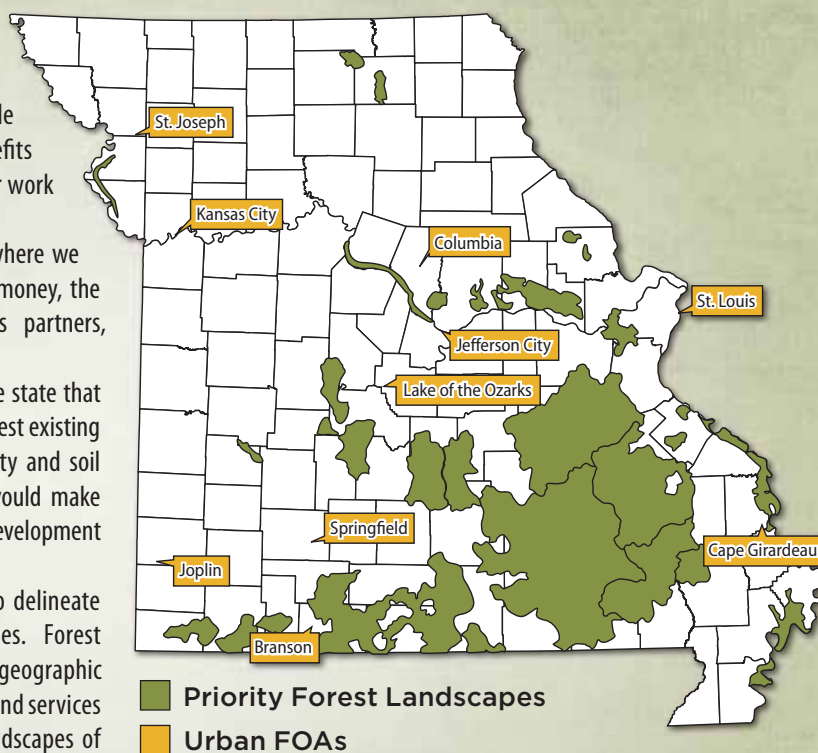 efits
work
where we
money, the
partners,
e state that
est existing
ty and soil
would make
evelopment
o delineate
es. Forest
geographic
nd services
dscapes of
St. Joseph
Kansas City
Columbia
St. Louis
Jefferson City
Lake of the Ozarks
Springfield
Cape Girardeau
Joplin
Branson
Priority Forest Landscapes
Urban FOAs